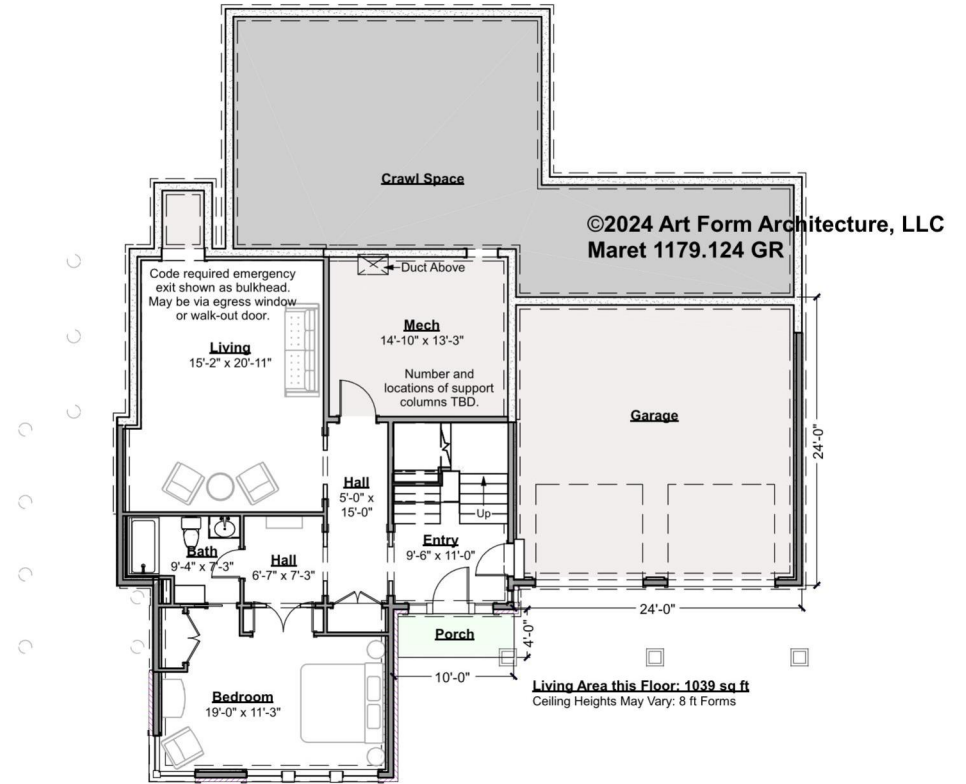 Crawl Space
©2024 Art Form Architecture, LLC
Maret 1179.124 GR
Code required emergency
exit shown as bulkhead.
May be via egress window
or walk-out door.
Duct Above
Living
15'-2" x 20'-11"
Mech
14'-10" x 13'-3"
Number and
locations of support
columns TBD.
Garage
24'-0"
Hall
5'-0" x
15'-0"
Up
Entry
9'-6" x 11'-0"
Bath
9'-4" x 7'-3"
Hall
6'-7" x 7'-3"
24'-0"
Porch
4'-0"
10'-0"
Living Area this Floor: 1039 sq ft
Ceiling Heights May Vary: 8 ft Forms
Bedroom
19'-0" x 11'-3"